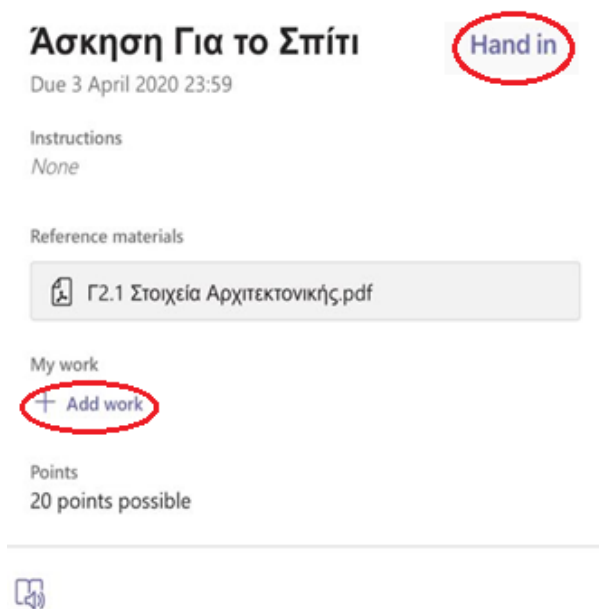 Άσκηση Για το Σπίτι
Hand in
Due 3 April 2020 23:59
Instructions
None
Reference materials
Γ2.1 Στοιχεία Αρχιτεκτονικής.pdf
My work
+ Add work
Points
20 points possible